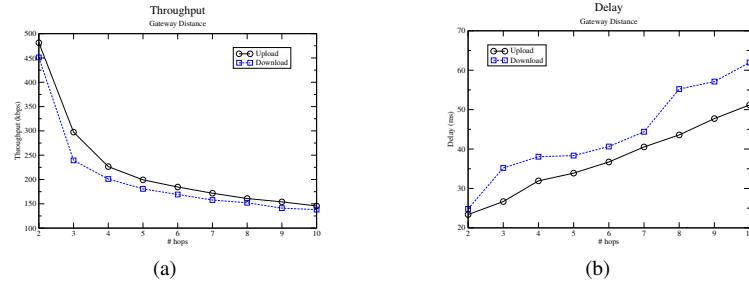 Throughput
Gateway Distance
500
450
400
350
300
250
200
150
100
Throughput (kbps)
Upload
Download
2 3 4 5 6 7 8 9 10
# hops
(a)
Delay
Gateway Distance
70
60
50
40
30
20
Delay (ms)
Upload
Download
2 3 4 5 6 7 8 9 1
# hops
(b)